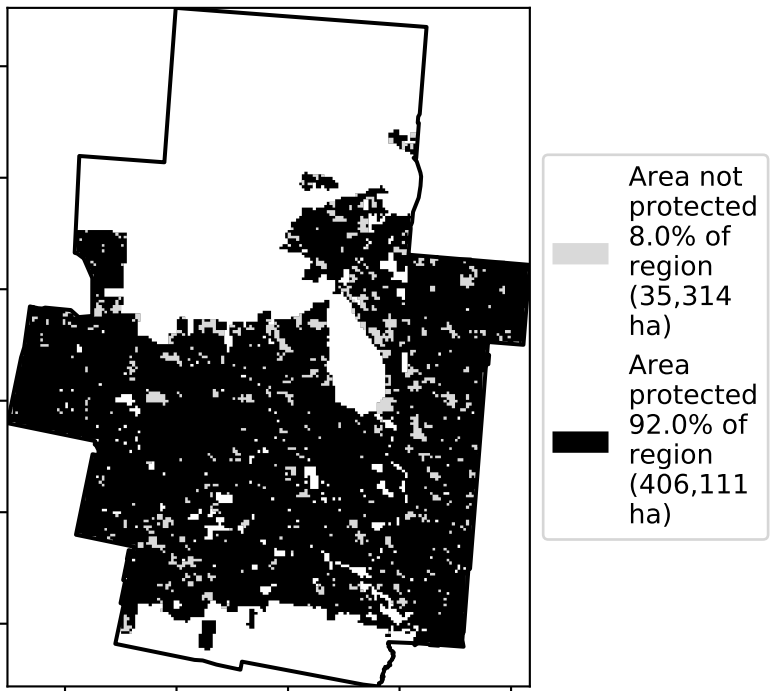 Area not
protected
8.0% of
region
(35,314
ha)
Area
protected
92.0% of
region
(406,111
ha)